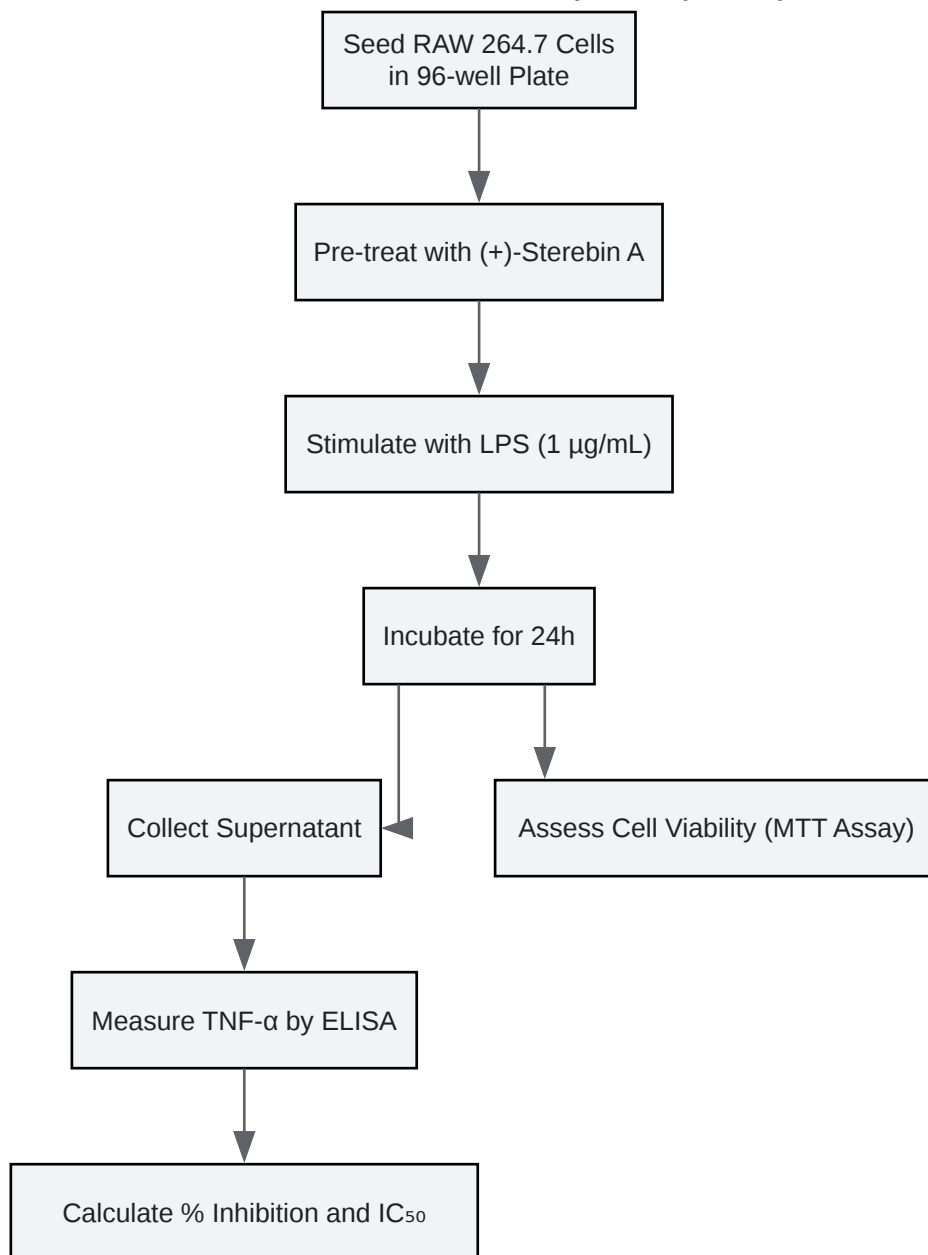 Seed RAW 264.7 Cells
in 96-well Plate
Pre-treat with (+)-Sterebin A
Stimulate with LPS (1 µg/mL)
Incubate for 24h
Collect Supernatant
Assess Cell Viability (MTT Assay)
Measure TNF-α by ELISA
Calculate % Inhibition and IC₅₀